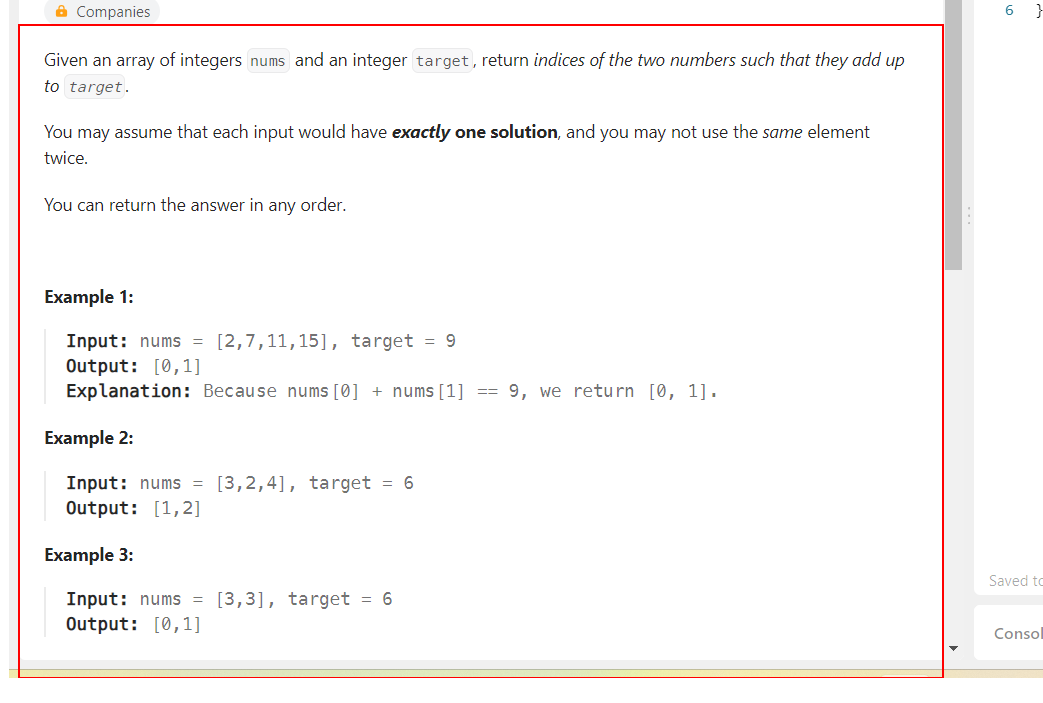 Companies
6 }
Given an array of integers nums and an integer target, return indices of the two numbers such that they add up
to target.
You may assume that each input would have exactly one solution, and you may not use the same element
twice.
You can return the answer in any order.
Example 1:
Input: nums = [2,7,11,15], target = 9
Output: [0,1]
Explanation: Because nums[0] + nums[1] == 9, we return [0, 1].
Example 2:
Input: nums = [3,2,4], target = 6
Output: [1,2]
Example 3:
Input: nums = [3,3], target = 6
Output: [0,1]
Saved to
Consol